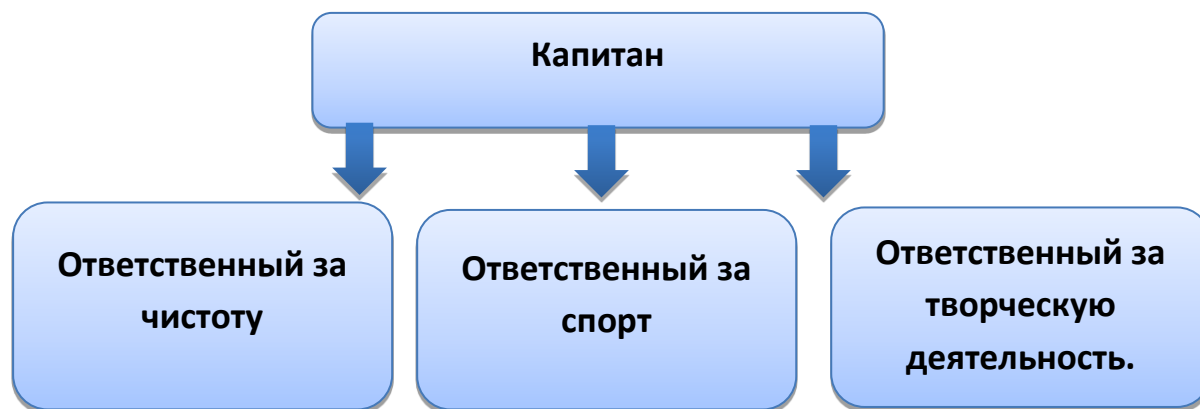 Капитан
Ответственный за
чистоту
Ответственный за
спорт
Ответственный за
творческую
деятельность.